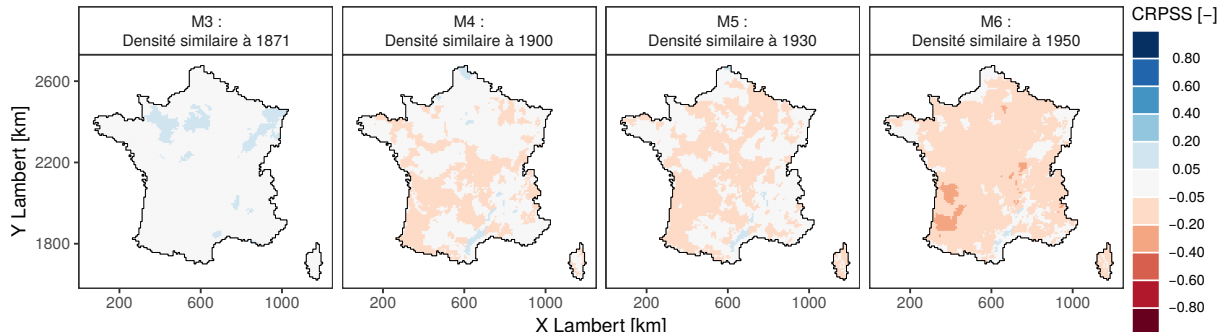 CRPSS [−]
M3 :
Densité similaire à 1871
M4 :
Densité similaire à 1900
M5 :
Densité similaire à 1930
M6 :
Densité similaire à 1950
2600
2200
1800
Y Lambert [km]
200 600 1000
200 600 1000
200 600 1000
200 600 1000
X Lambert [km]
0.80
0.60
0.40
0.20
0.05
−0.05
−0.20
−0.40
−0.60
−0.80